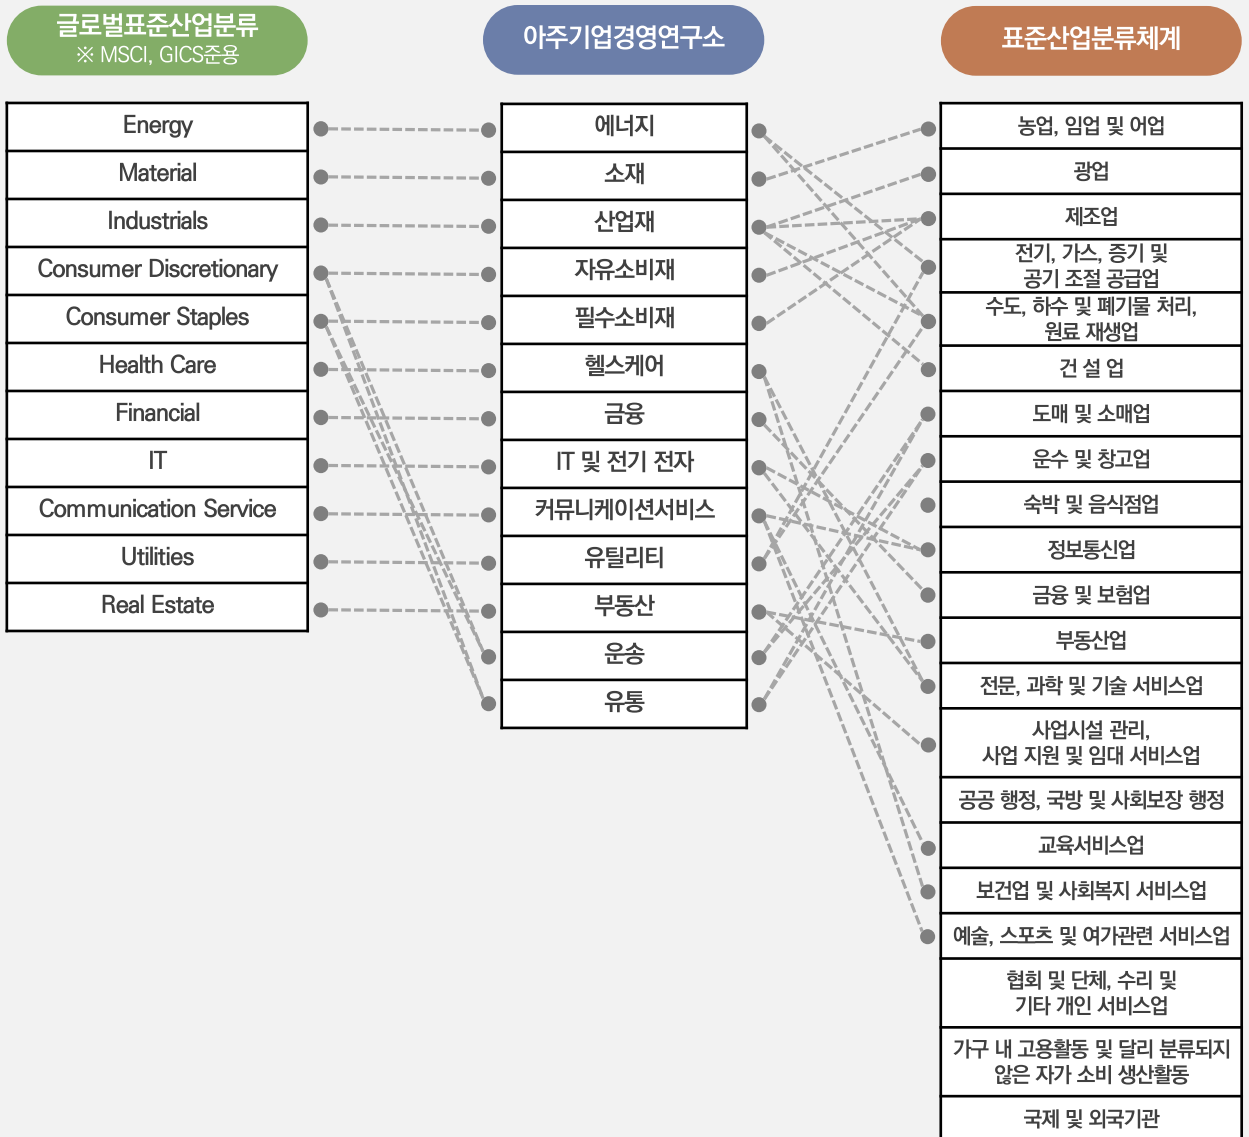 글로벌표준산업분류
※ MSCI, GICS준용
Energy
Material
Industrials
Consumer Discretionary
Consumer Staples
Health Care
Financial
IT
Communication Service
Utilities
Real Estate
아주기업경영연구소
에너지
소재
산업재
자유소비재
필수소비재
헬스케어
금융
IT 및 전기 전자
커뮤니케이션서비스
유틸리티
부동산
운송
유통
표준산업분류체계
농업, 임업 및 어업
광업
제조업
전기, 가스, 증기 및
공기 조절 공급업
수도, 하수 및 폐기물 처리,
원료 재생업
건 설 업
도매 및 소매업
운수 및 창고업
숙박 및 음식점업
정보통신업
금융 및 보험업
부동산업
전문, 과학 및 기술 서비스업
사업시설 관리,
사업 지원 및 임대 서비스업
공공 행정, 국방 및 사회보장 행정
교육서비스업
보건업 및 사회복지 서비스업
예술, 스포츠 및 여가관련 서비스업
협회 및 단체, 수리 및
기타 개인 서비스업
가구 내 고용활동 및 달리 분류되지
않은 자가 소비 생산활동
국제 및 외국기관